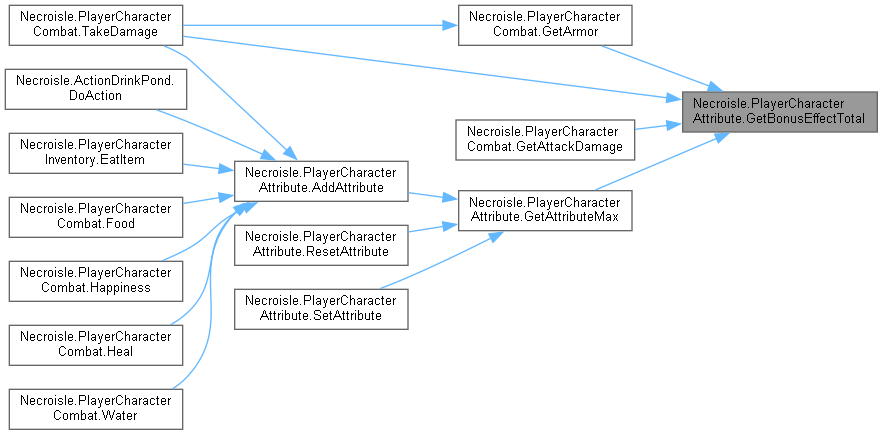 Necroisle.PlayerCharacter
Combat.TakeDamage
Necroisle.ActionDrinkPond.
DoAction
Necroisle.PlayerCharacter
Inventory.EatItem
Necroisle.PlayerCharacter
Combat.Food
Necroisle.PlayerCharacter
Combat.Happiness
Necroisle.PlayerCharacter
Combat.Heal
Necroisle.PlayerCharacter
Combat.Water
Necroisle.PlayerCharacter
Attribute.AddAttribute
Necroisle.PlayerCharacter
Attribute.ResetAttribute
Necroisle.PlayerCharacter
Attribute.SetAttribute
Necroisle.PlayerCharacter
Combat.GetArmor
Necroisle.PlayerCharacter
Combat.GetAttackDamage
Necroisle.PlayerCharacter
Attribute.GetAttributeMax
Necroisle.PlayerCharacter
Attribute.GetBonusEffectTotal